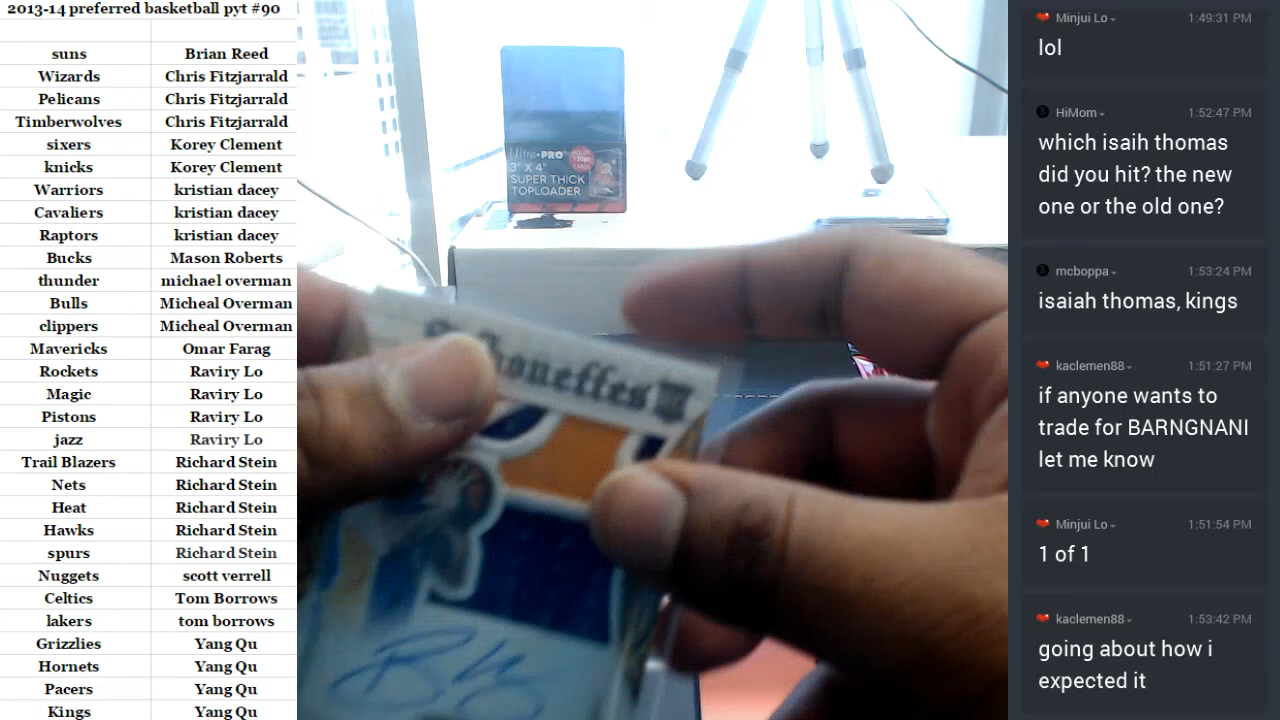 2013-14 preferred basketball pyt #90
suns Brian Reed
Wizards Chris Fitzjarrald
Pelicans Chris Fitzjarrald
Timberwolves Chris Fitzjarrald
sixers Korey Clement
knicks Korey Clement
Warriors kristian dacey
Cavaliers kristian dacey
Raptors kristian dacey
Bucks Mason Roberts
thunder michael overman
Bulls Micheal Overman
clippers Micheal Overman
Mavericks Omar Farag
Rockets Raviry Lo
Magic Raviry Lo
Pistons Raviry Lo
jazz Raviry Lo
Trail Blazers Richard Stein
Nets Richard Stein
Heat Richard Stein
Hawks Richard Stein
spurs Richard Stein
Nuggets scott verrell
Celtics Tom Borrows
lakers tom borrows
Grizzlies Yang Qu
Hornets Yang Qu
Pacers Yang Qu
Kings Yang Qu
Ultra PRO
3" X 4"
SUPER THICK
TOPLOADER
Minjui Lo 1:49:31 PM
lol
HiMom 1:52:47 PM
which isaih thomas
did you hit? the new
one or the old one?
mcboppa 1:53:24 PM
isaiah thomas, kings
kaclemen88 1:51:27 PM
if anyone wants to
trade for BARNGNANI
let me know
Minjui Lo 1:51:54 PM
1 of 1
kaclemen88 1:53:42 PM
going about how i
expected it